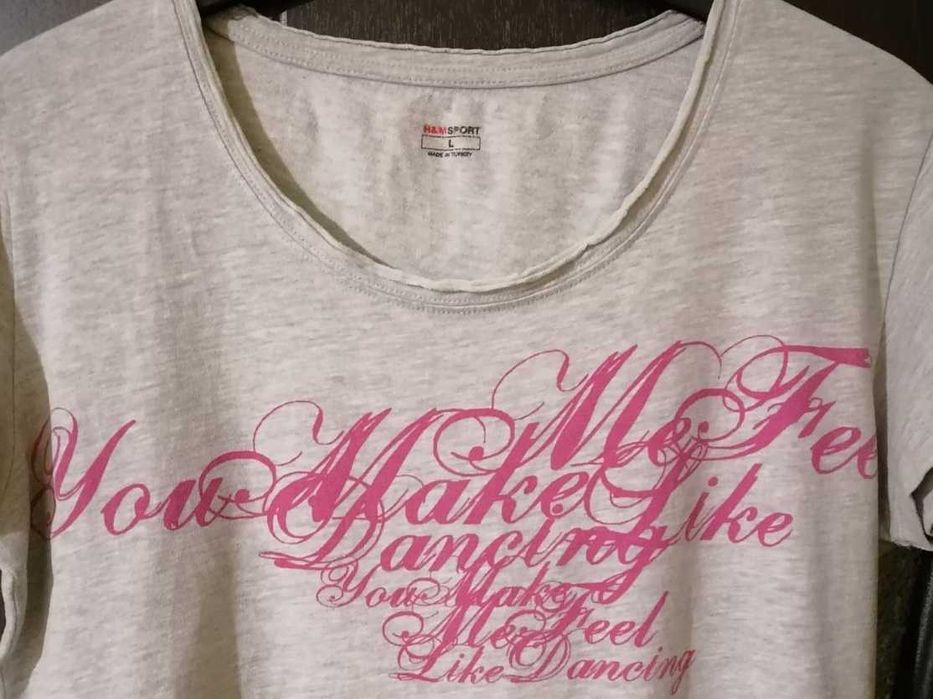 H&M SPORT
L
MADE IN TURKEY
You Make Me Feel
Like
Dancing
You Make
Me Feel
Like Dancing